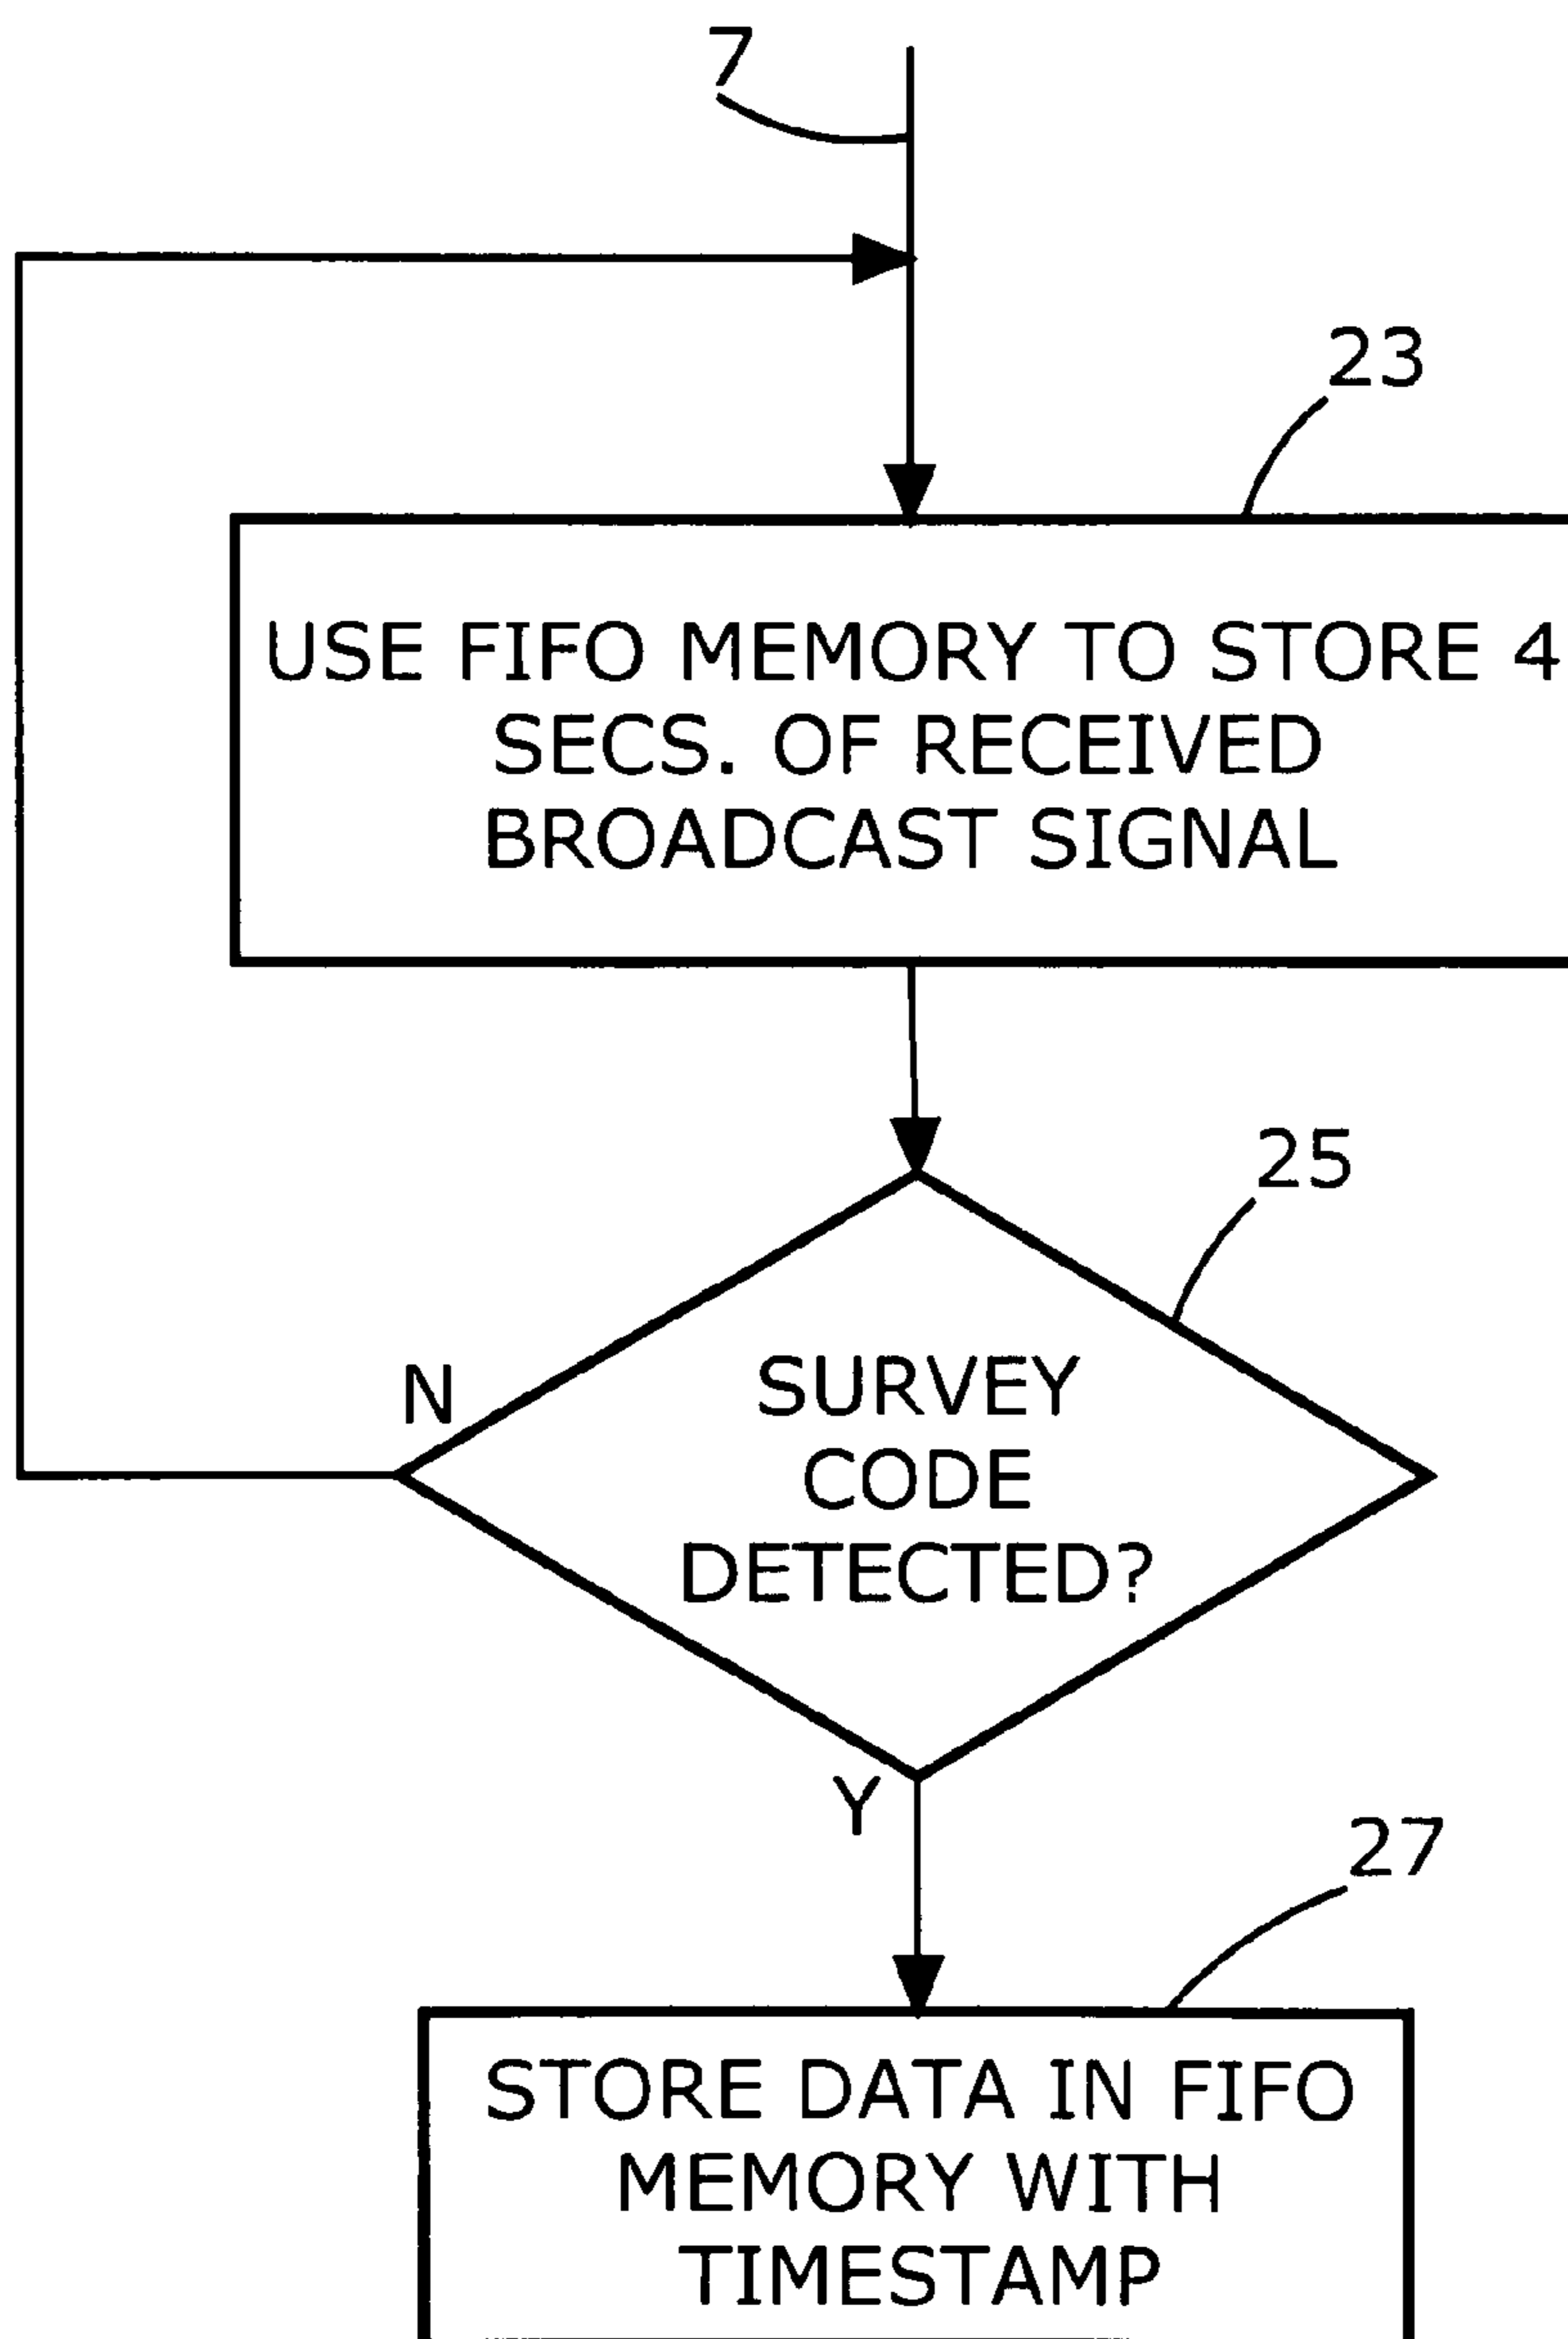 7
23
USE FIFO MEMORY TO STORE 4
SECS. OF RECEIVED
BROADCAST SIGNAL
25
N
SURVEY
CODE
DETECTED?
Y
27
STORE DATA IN FIFO
MEMORY WITH
TIMESTAMP